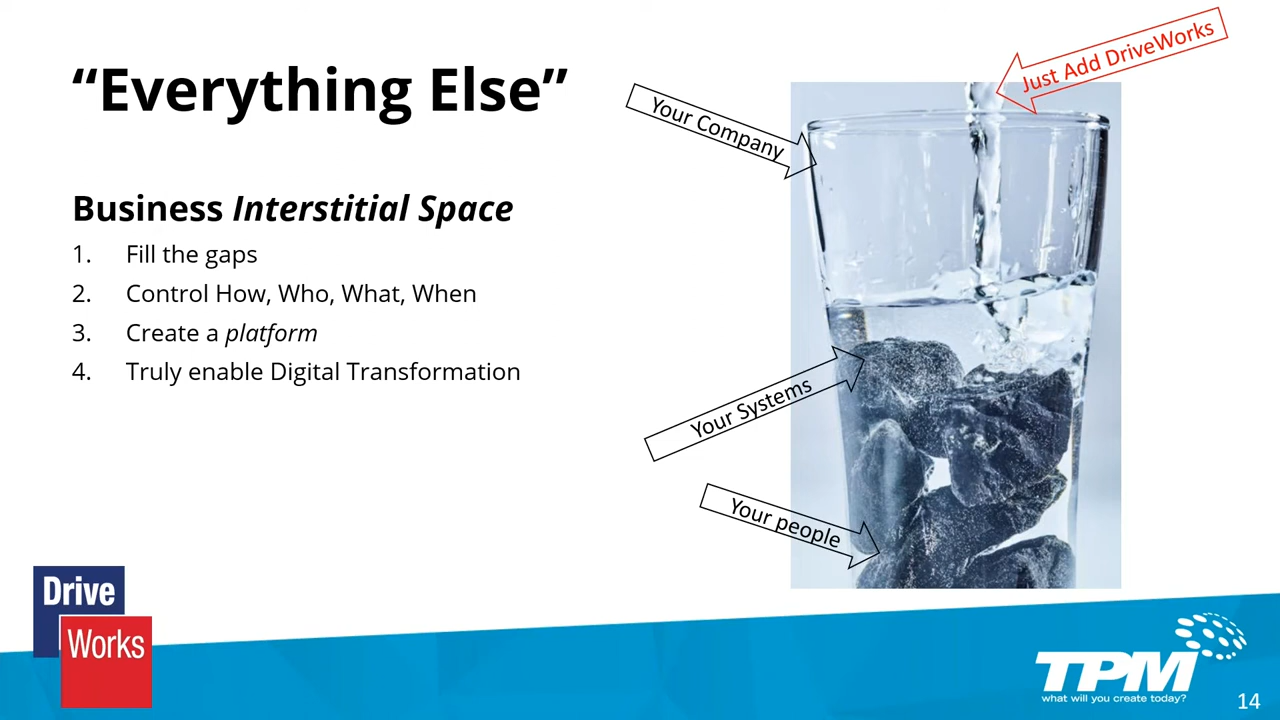 “Everything Else”
Just Add DriveWorks
Your Company
Business Interstitial Space
1. Fill the gaps
2. Control How, Who, What, When
3. Create a platform
4. Truly enable Digital Transformation
Your Systems
Your people
Drive
Works
TPM
what will you create today?
14